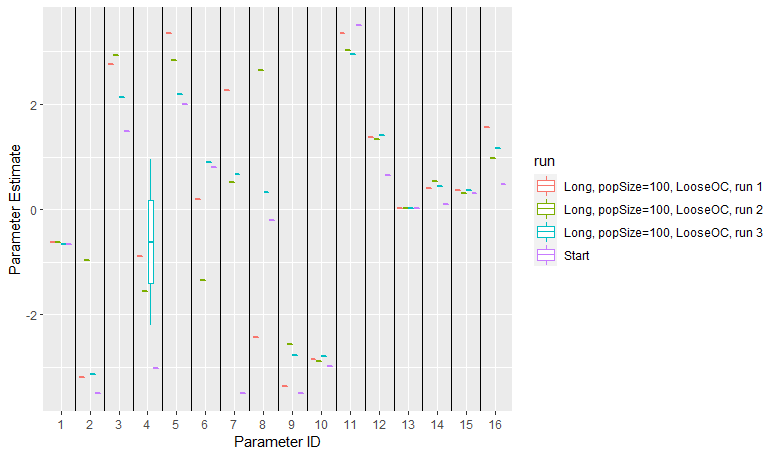 2
0
-2
Parameter Estimate
1 2 3 4 5 6 7 8 9 10 11 12 13 14 15 16
Parameter ID
run
Long, popSize=100, LooseOC, run 1
Long, popSize=100, LooseOC, run 2
Long, popSize=100, LooseOC, run 3
Start